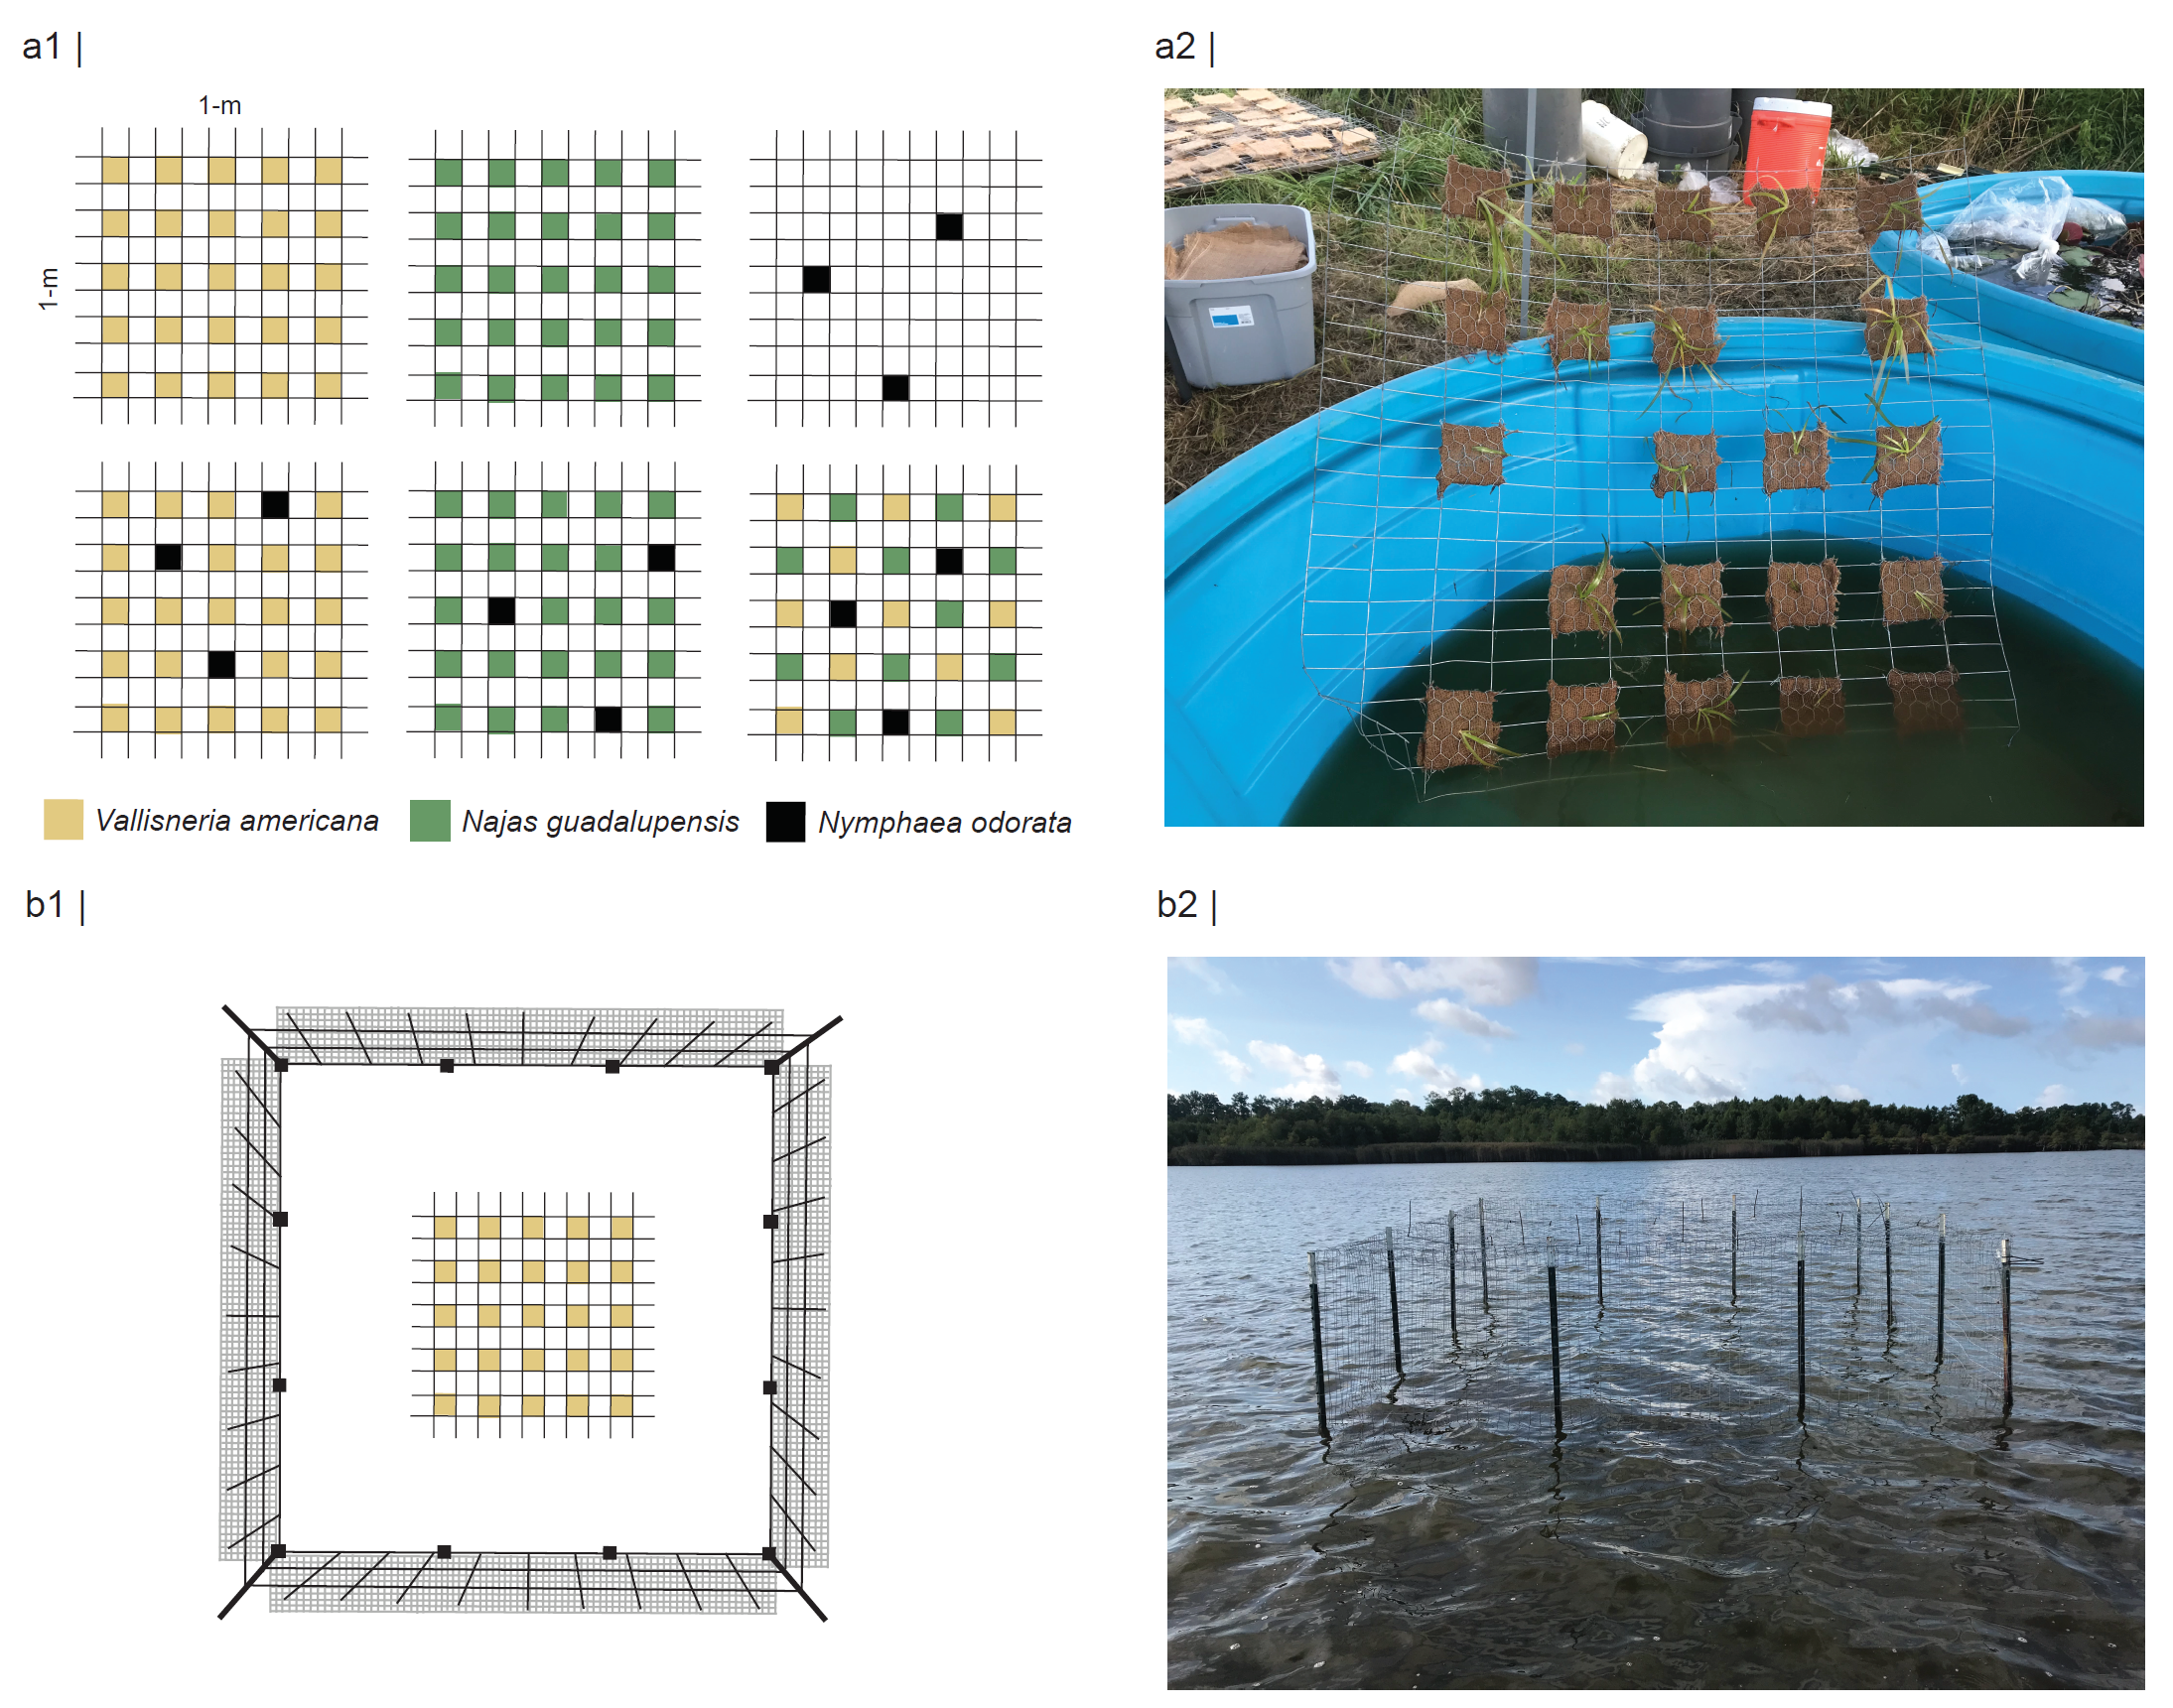 a1 |
a2 |
1-m
1-m
Vallisneria americana
Najas guadalupensis
Nymphaea odorata
b1 |
b2 |